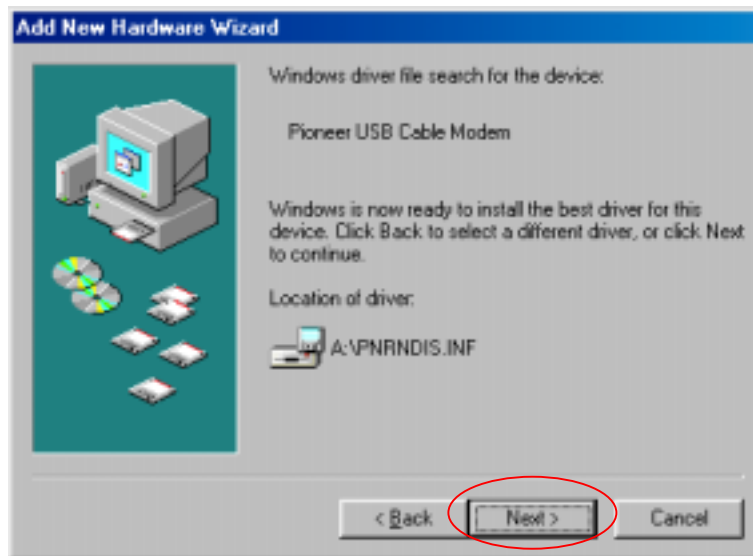 Add New Hardware Wizard
Windows driver file search for the device:
Pioneer USB Cable Modem
Windows is now ready to install the best driver for this
device. Click Back to select a different driver, or click Next
to continue.
Location of driver:
A:\PNRNDIS.INF
< Back
Next >
Cancel